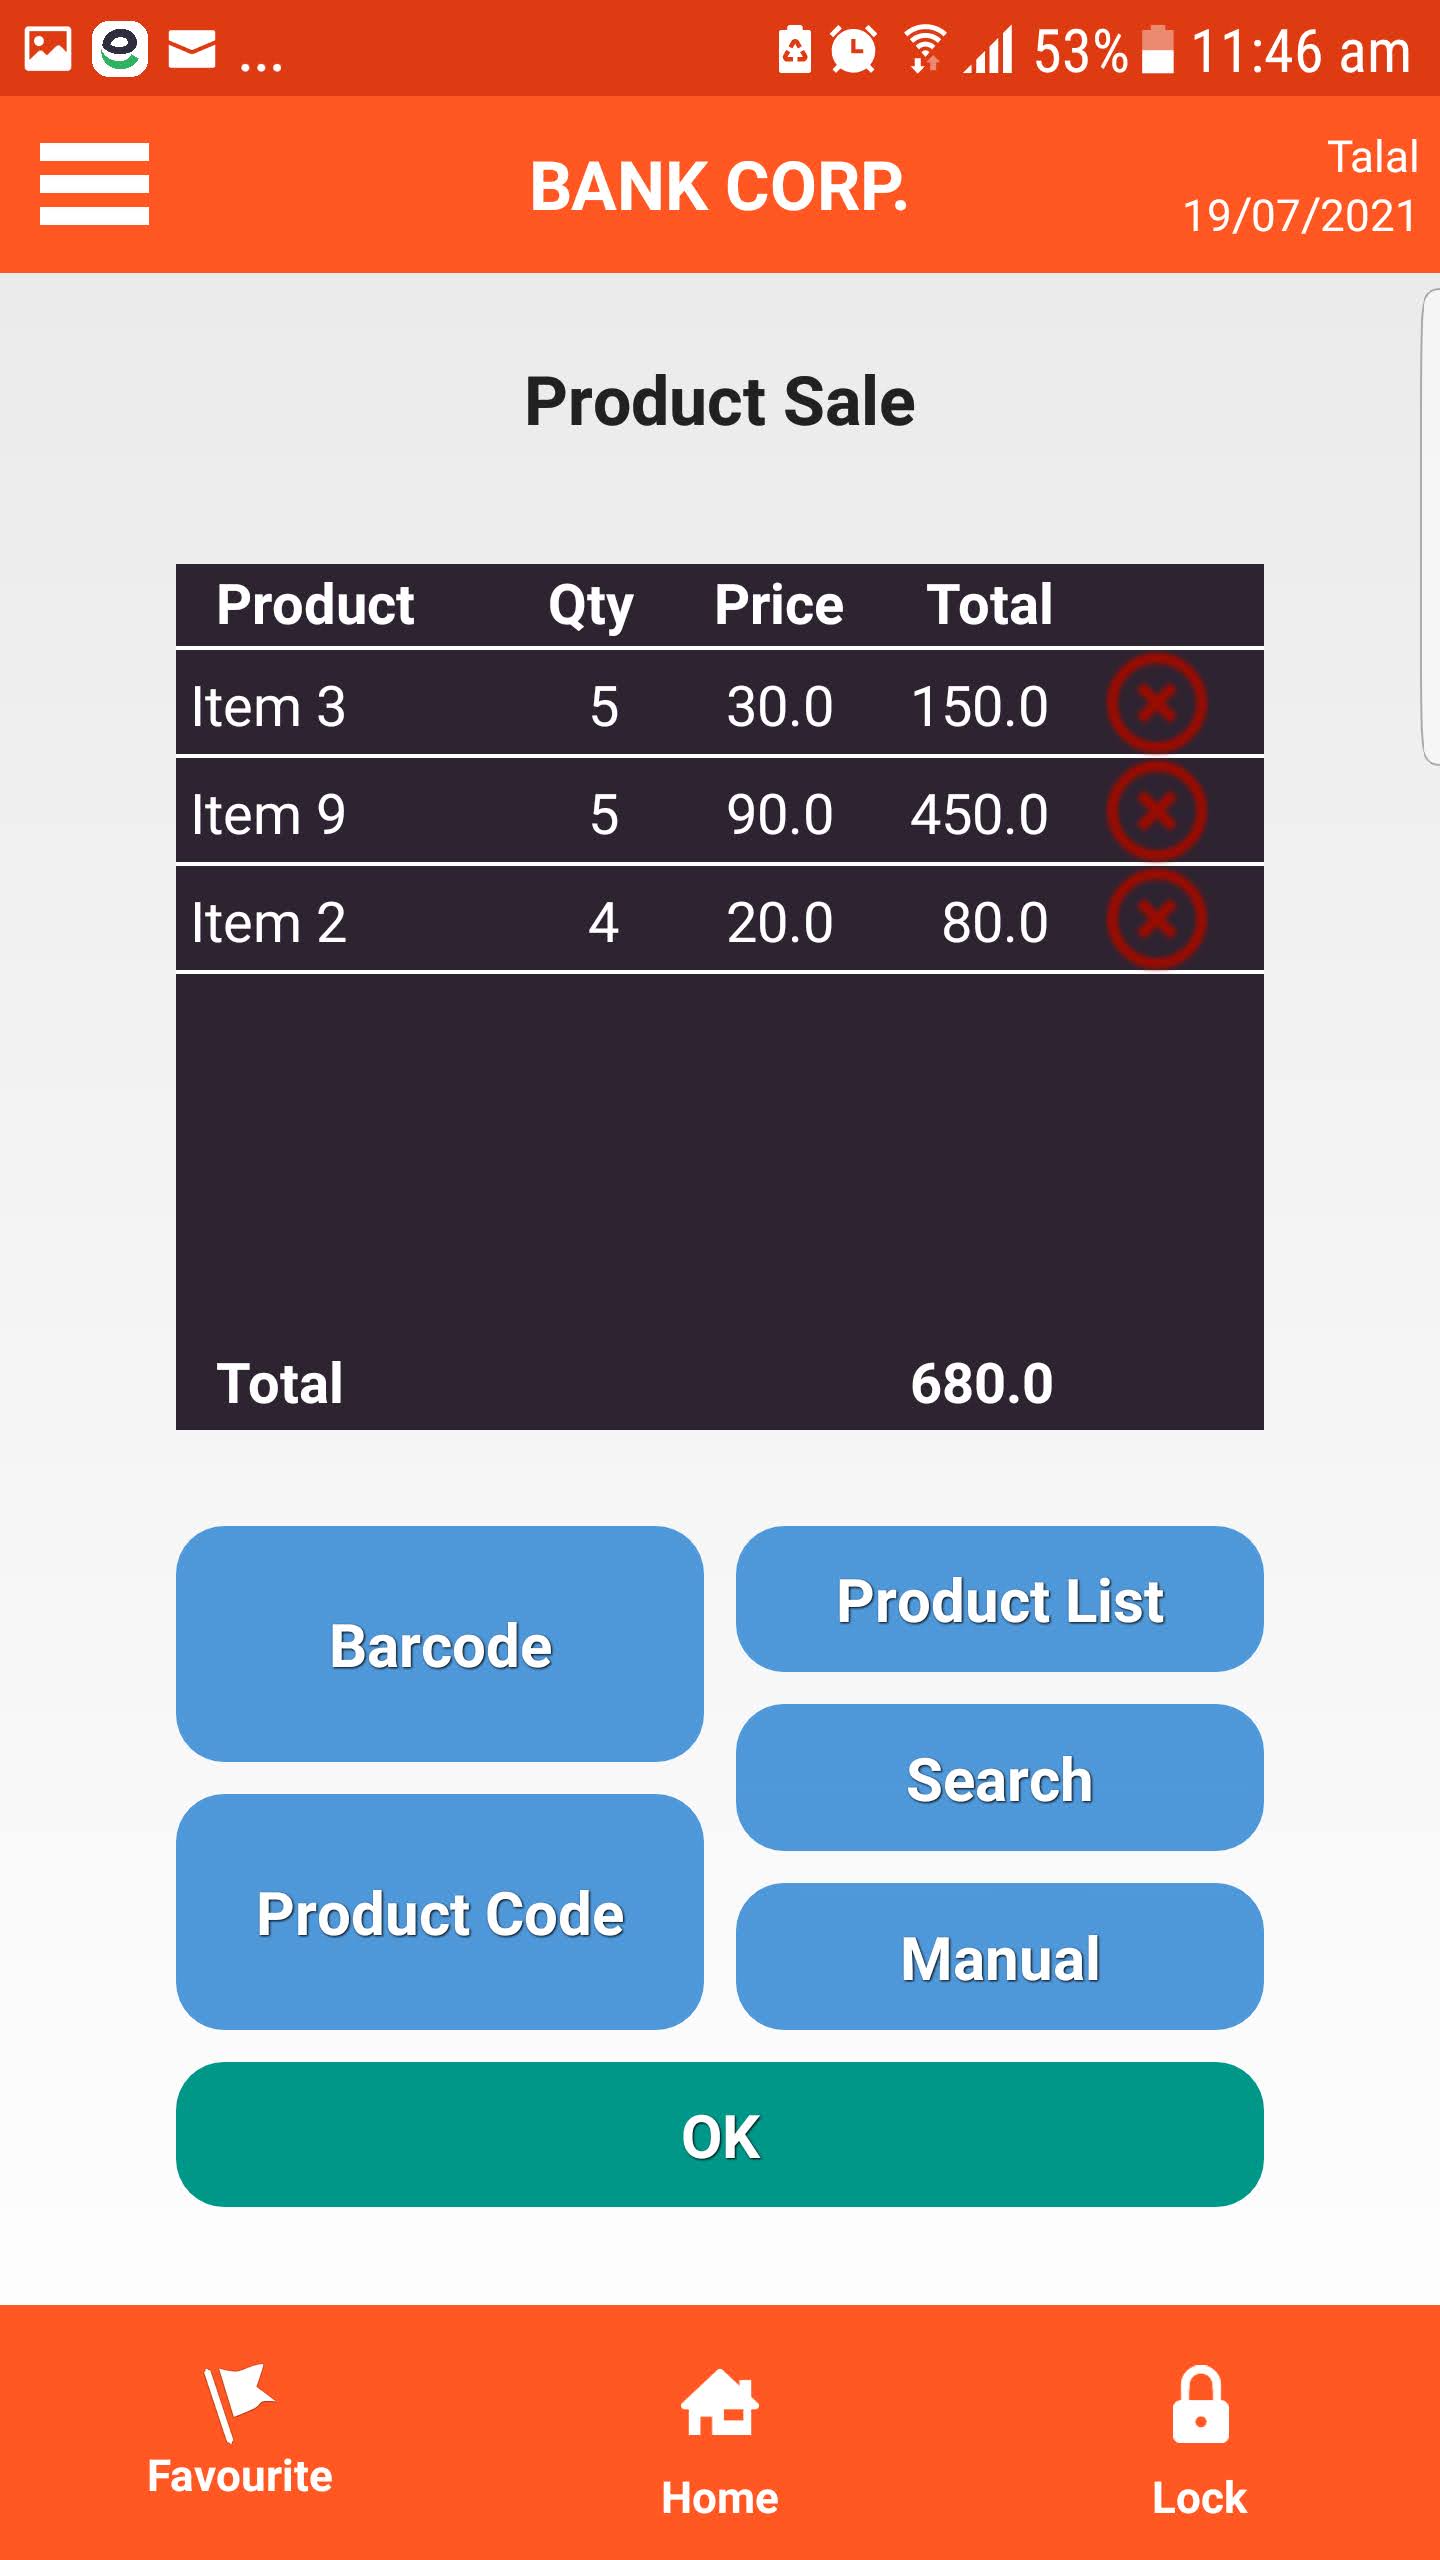 ... 53% 11:46 am
BANK CORP.
Talal
19/07/2021
Product Sale
Product Qty Price Total
Item 3 5 30.0 150.0
Item 9 5 90.0 450.0
Item 2 4 20.0 80.0
Total 680.0
Barcode
Product List
Search
Product Code
Manual
OK
Favourite
Home
Lock